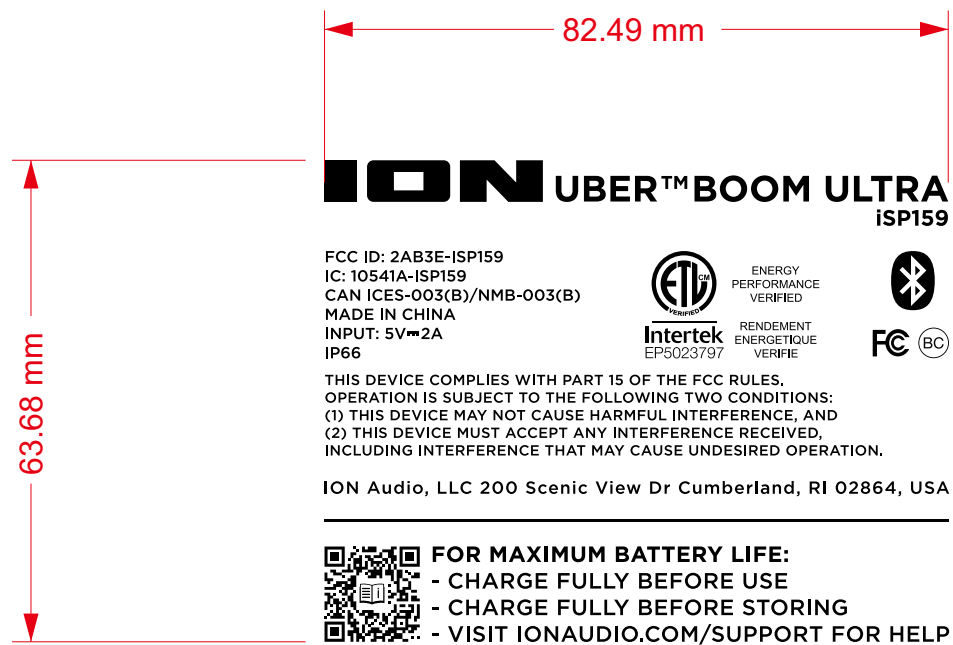 82.49 mm
63.68 mm
ION UBER™BOOM ULTRA
iSP159
FCC ID: 2AB3E-ISP159
IC: 10541A-ISP159
CAN ICES-003(B)/NMB-003(B)
MADE IN CHINA
INPUT: 5V⎓2A
IP66
ETL CM
VERIFIED
Intertek
EP5023797
ENERGY
PERFORMANCE
VERIFIED
RENDEMENT
ENERGETIQUE
VERIFIE
FC BC
THIS DEVICE COMPLIES WITH PART 15 OF THE FCC RULES.
OPERATION IS SUBJECT TO THE FOLLOWING TWO CONDITIONS:
(1) THIS DEVICE MAY NOT CAUSE HARMFUL INTERFERENCE, AND
(2) THIS DEVICE MUST ACCEPT ANY INTERFERENCE RECEIVED,
INCLUDING INTERFERENCE THAT MAY CAUSE UNDESIRED OPERATION.
ION Audio, LLC 200 Scenic View Dr Cumberland, RI 02864, USA
FOR MAXIMUM BATTERY LIFE:
- CHARGE FULLY BEFORE USE
- CHARGE FULLY BEFORE STORING
- VISIT IONAUDIO.COM/SUPPORT FOR HELP